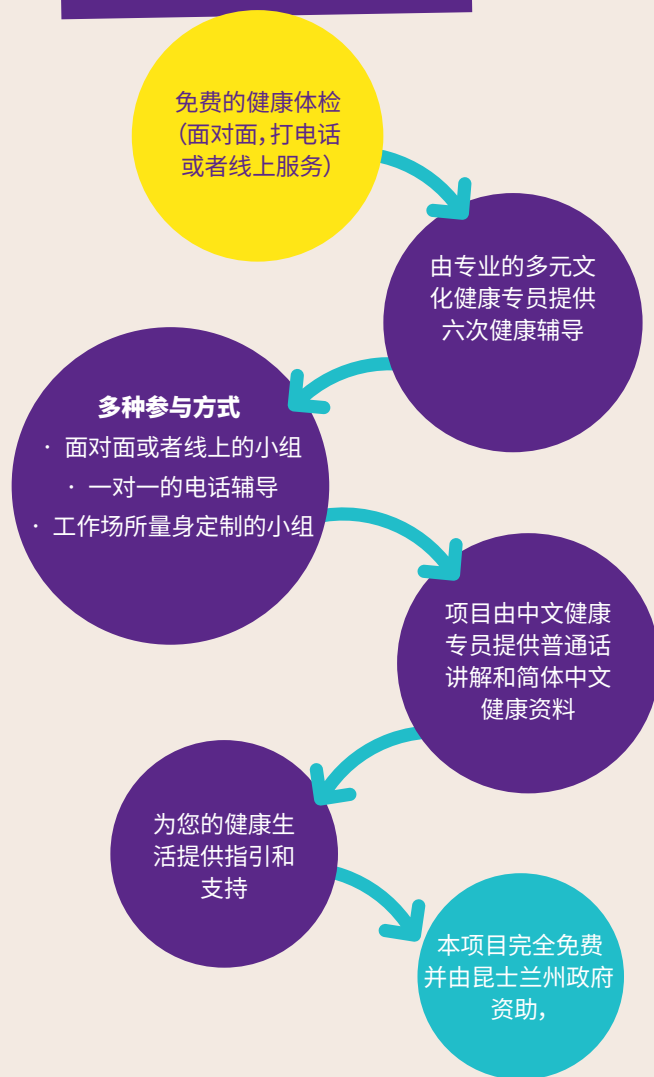 免费的健康体检
（面对面，打电话
或者线上服务）
由专业的多元文
化健康专员提供
六次健康辅导
多种参与方式
· 面对面或者线上的小组
· 一对一的电话辅导
· 工作场所量身定制的小组
项目由中文健康
专员提供普通话
讲解和简体中文
健康资料
为您的健康生
活提供指引和
支持
本项目完全免费
并由昆士兰州政府
资助，